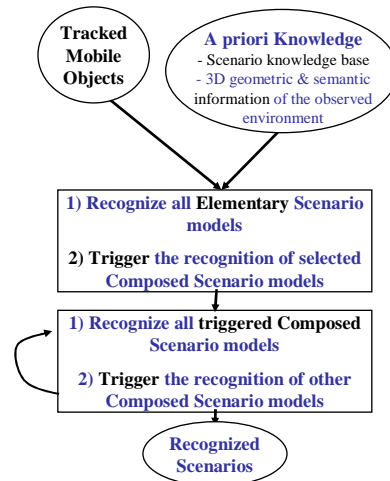 Tracked
Mobile
Objects
A priori Knowledge
- Scenario knowledge base
- 3D geometric & semantic
information of the observed
environment
1) Recognize all Elementary Scenario
models
2) Trigger the recognition of selected
Composed Scenario models
1) Recognize all triggered Composed
Scenario models
2) Trigger the recognition of other
Composed Scenario models
Recognized
Scenarios